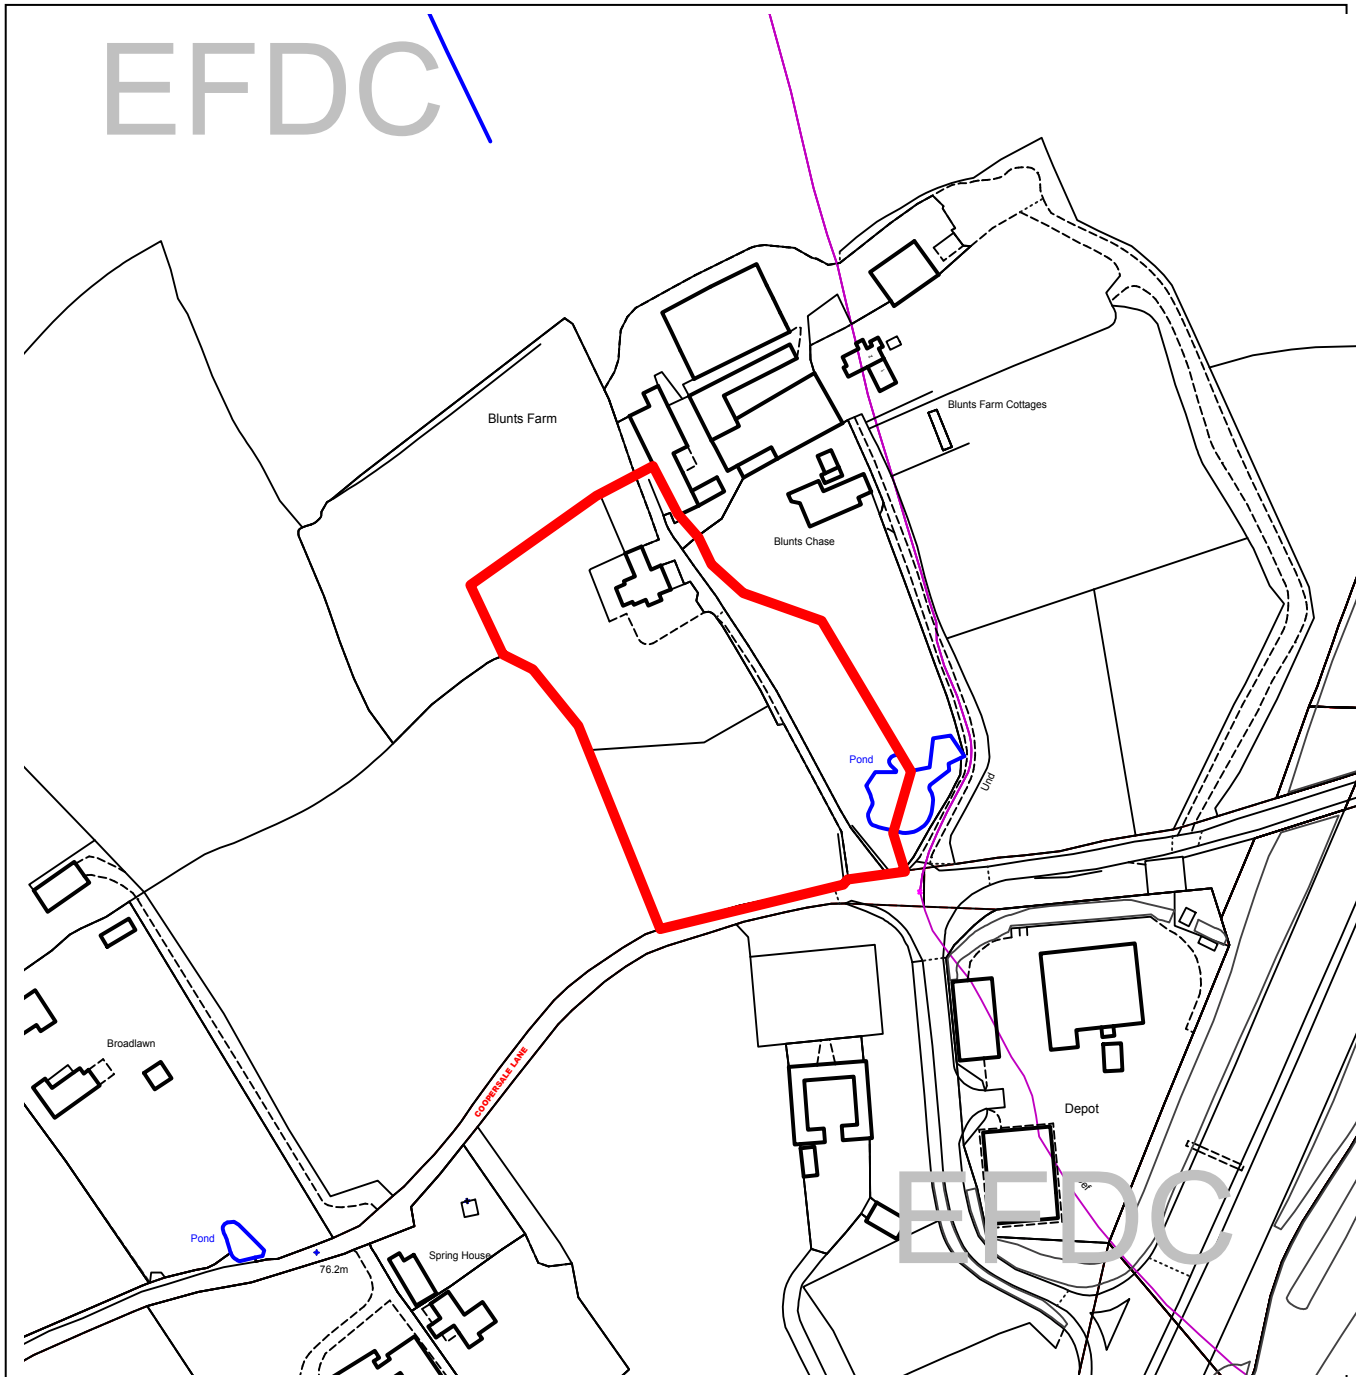 EFDC
Blunts Farm
Blunts Farm Cottages
Blunts Chase
Pond
Und
COOPERSALE LANE
Broadlawn
Depot
EFDC
Pond
76.2m
Spring House